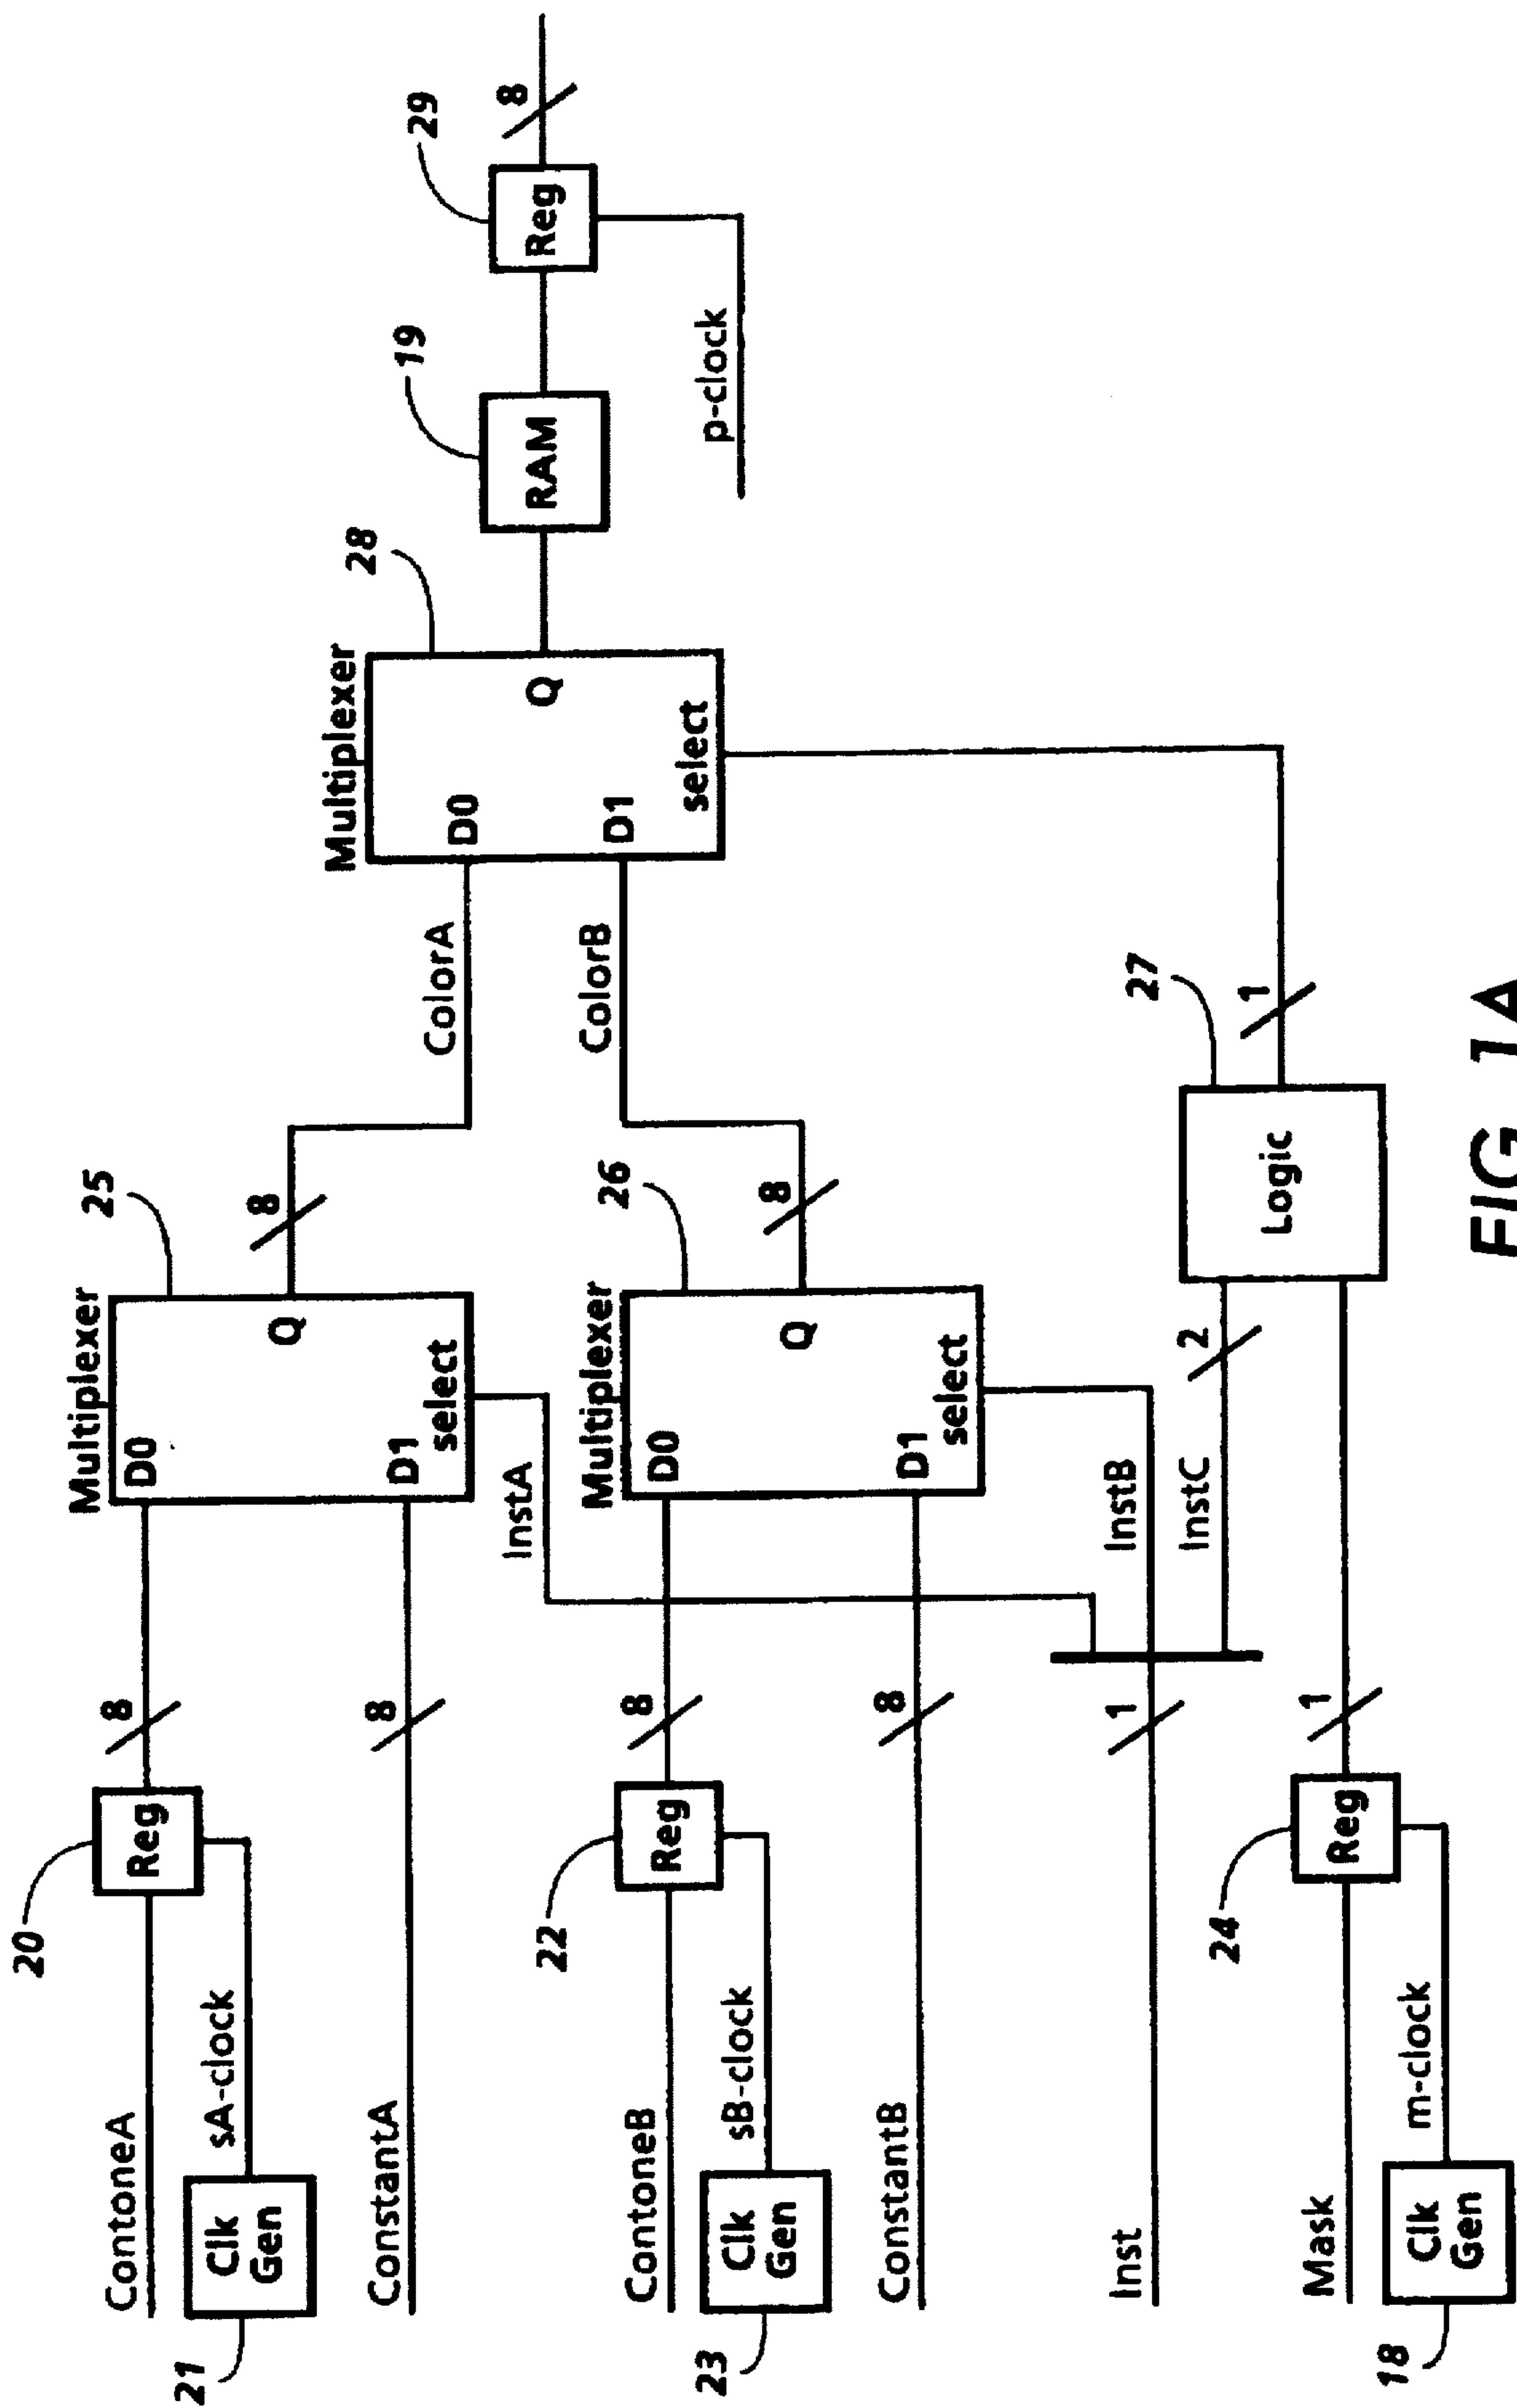 ContoneA
20
Reg
8
sA-clock
21
Clk
Gen
ConstantA
8
Multiplexer
25
D0
Q
D1
select
8
InstA
ColorA
ContoneB
22
Reg
8
sB-clock
23
Clk
Gen
ConstantB
8
Multiplexer
26
D0
Q
D1
select
8
ColorB
Multiplexer
28
D0
Q
D1
select
19
RAM
29
Reg
8
p-clock
Inst
1
InstB
InstC
2
27
Logic
1
Mask
24
Reg
1
m-clock
18
Clk
Gen
FIG. 1A